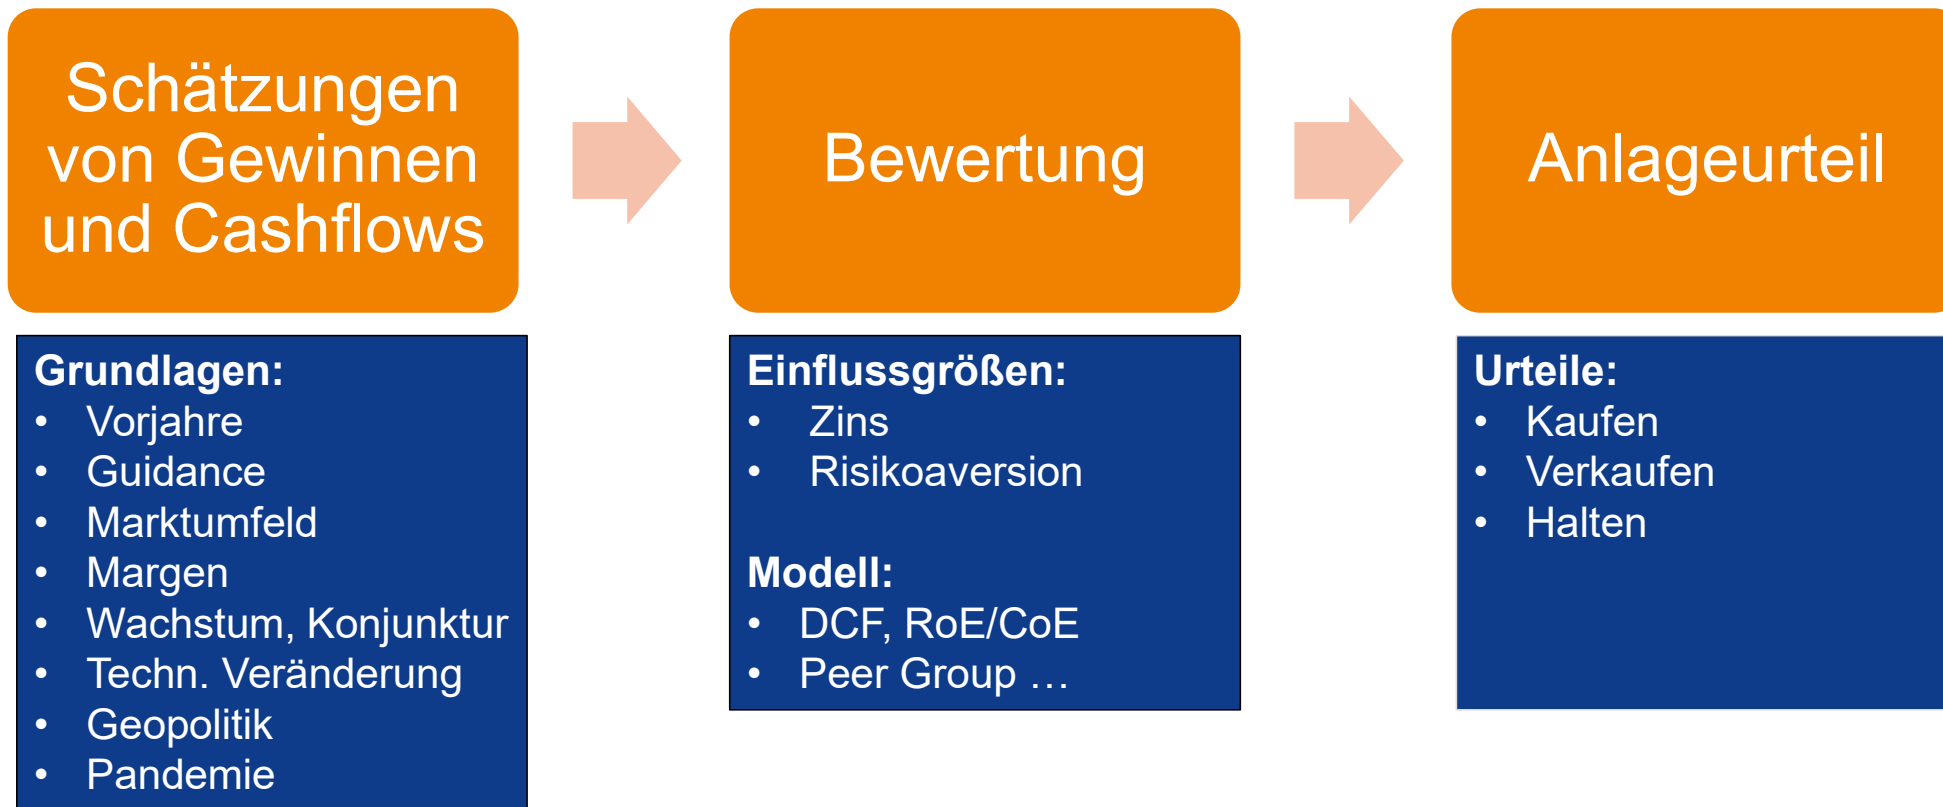 Schätzungen
von Gewinnen
und Cashflows
Bewertung
Anlageurteil
Grundlagen:
• Vorjahre
• Guidance
• Marktumfeld
• Margen
• Wachstum, Konjunktur
• Techn. Veränderung
• Geopolitik
• Pandemie
Einflussgrößen:
• Zins
• Risikoaversion
Modell:
• DCF, RoE/CoE
• Peer Group …
Urteile:
• Kaufen
• Verkaufen
• Halten